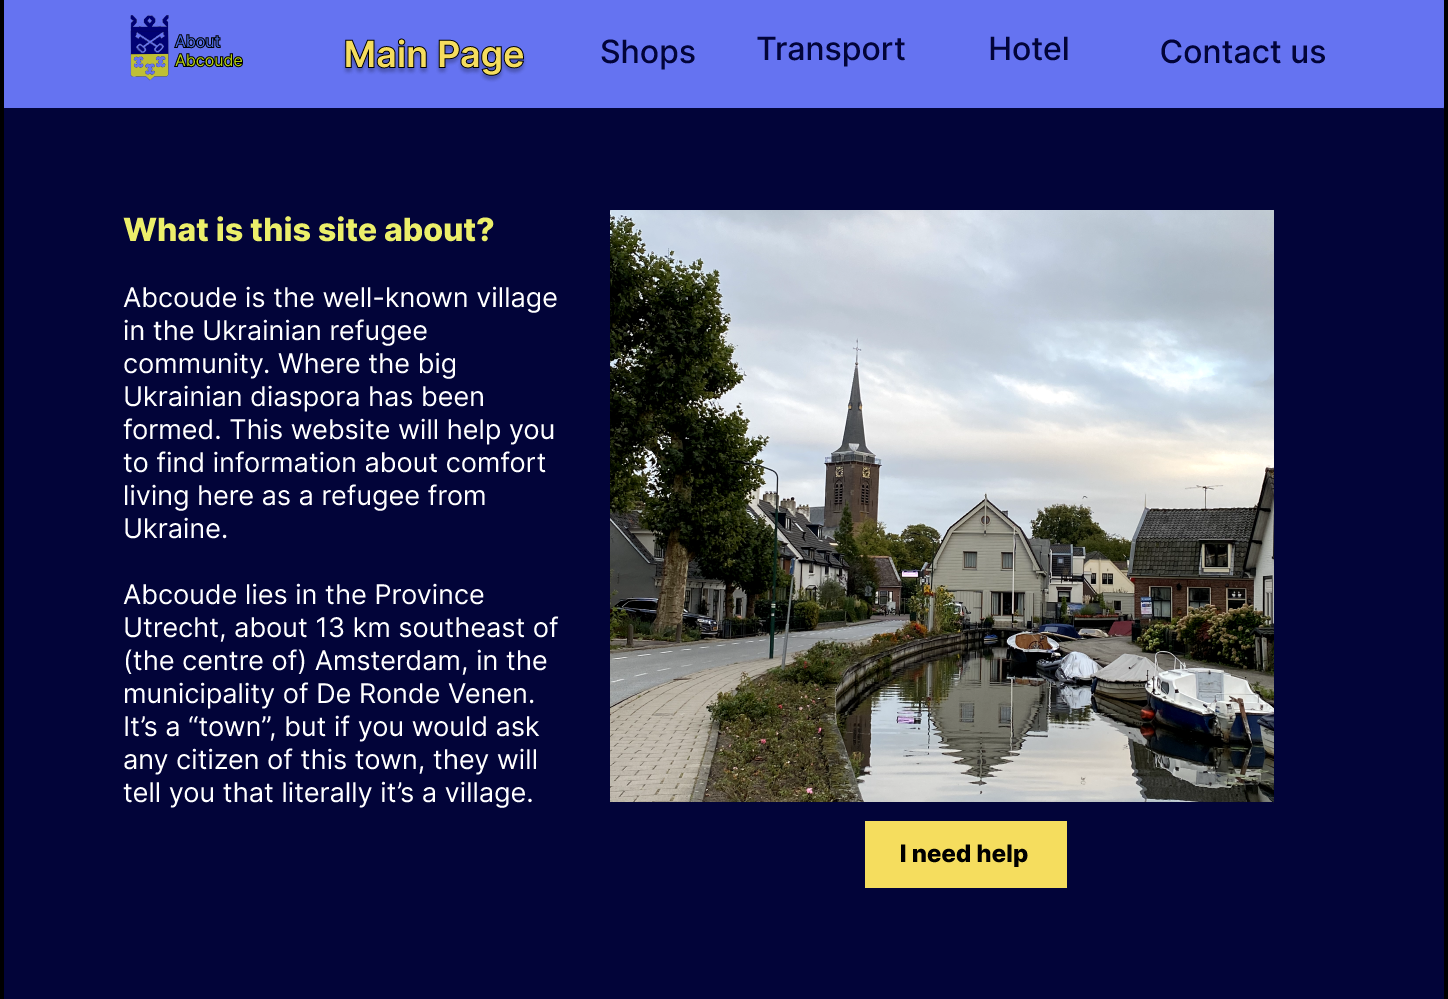 About
Abcoude
Main Page
Shops
Transport
Hotel
Contact us
What is this site about?
Abcoude is the well-known village
in the Ukrainian refugee
community. Where the big
Ukrainian diaspora has been
formed. This website will help you
to find information about comfort
living here as a refugee from
Ukraine.
Abcoude lies in the Province
Utrecht, about 13 km southeast of
(the centre of) Amsterdam, in the
municipality of De Ronde Venen.
It’s a “town”, but if you would ask
any citizen of this town, they will
tell you that literally it’s a village.
I need help